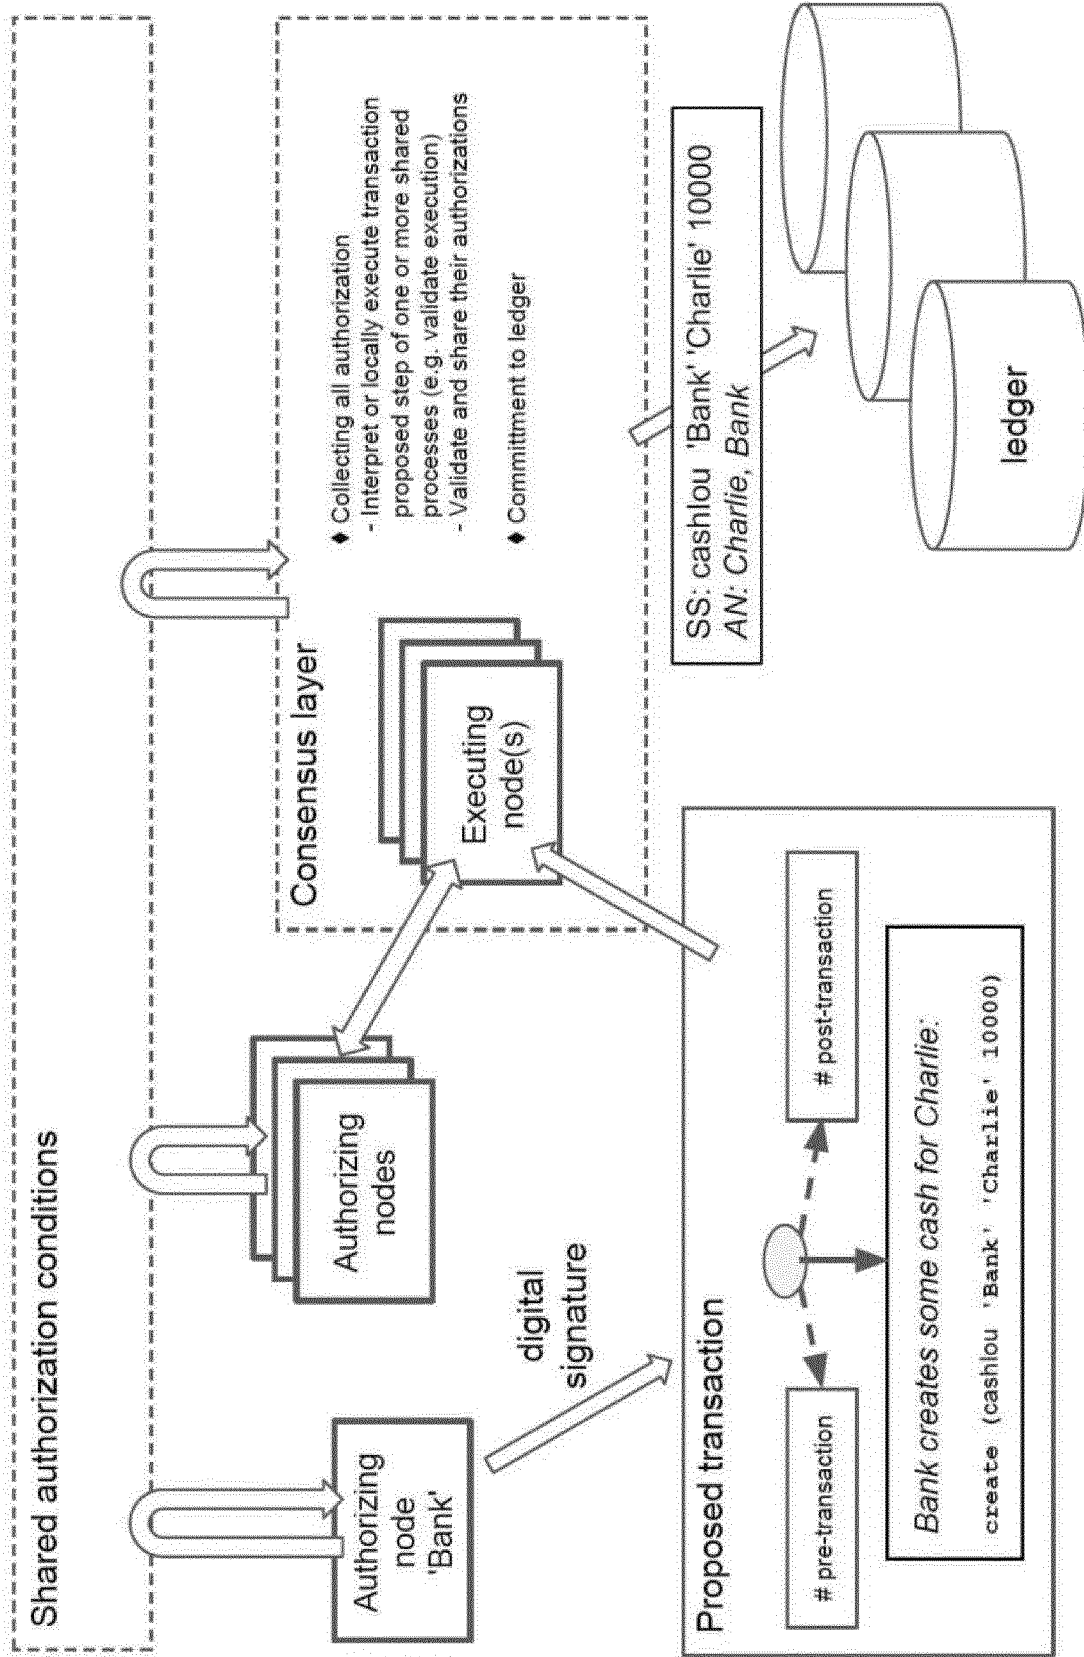 Shared authorization conditions
Authorizing
node
'Bank'
Authorizing
nodes
digital
signature
Consensus layer
Executing
node(s)
♦ Collecting all authorization
- Interpret or locally execute transaction
proposed step of one or more shared
processes (e.g. validate execution)
- Validate and share their authorizations
♦ Committment to ledger
Proposed transaction
# pre-transaction
# post-transaction
Bank creates some cash for Charlie:
create (cashIou 'Bank' 'Charlie' 10000)
SS: cashIou 'Bank' 'Charlie' 10000
AN: Charlie, Bank
ledger